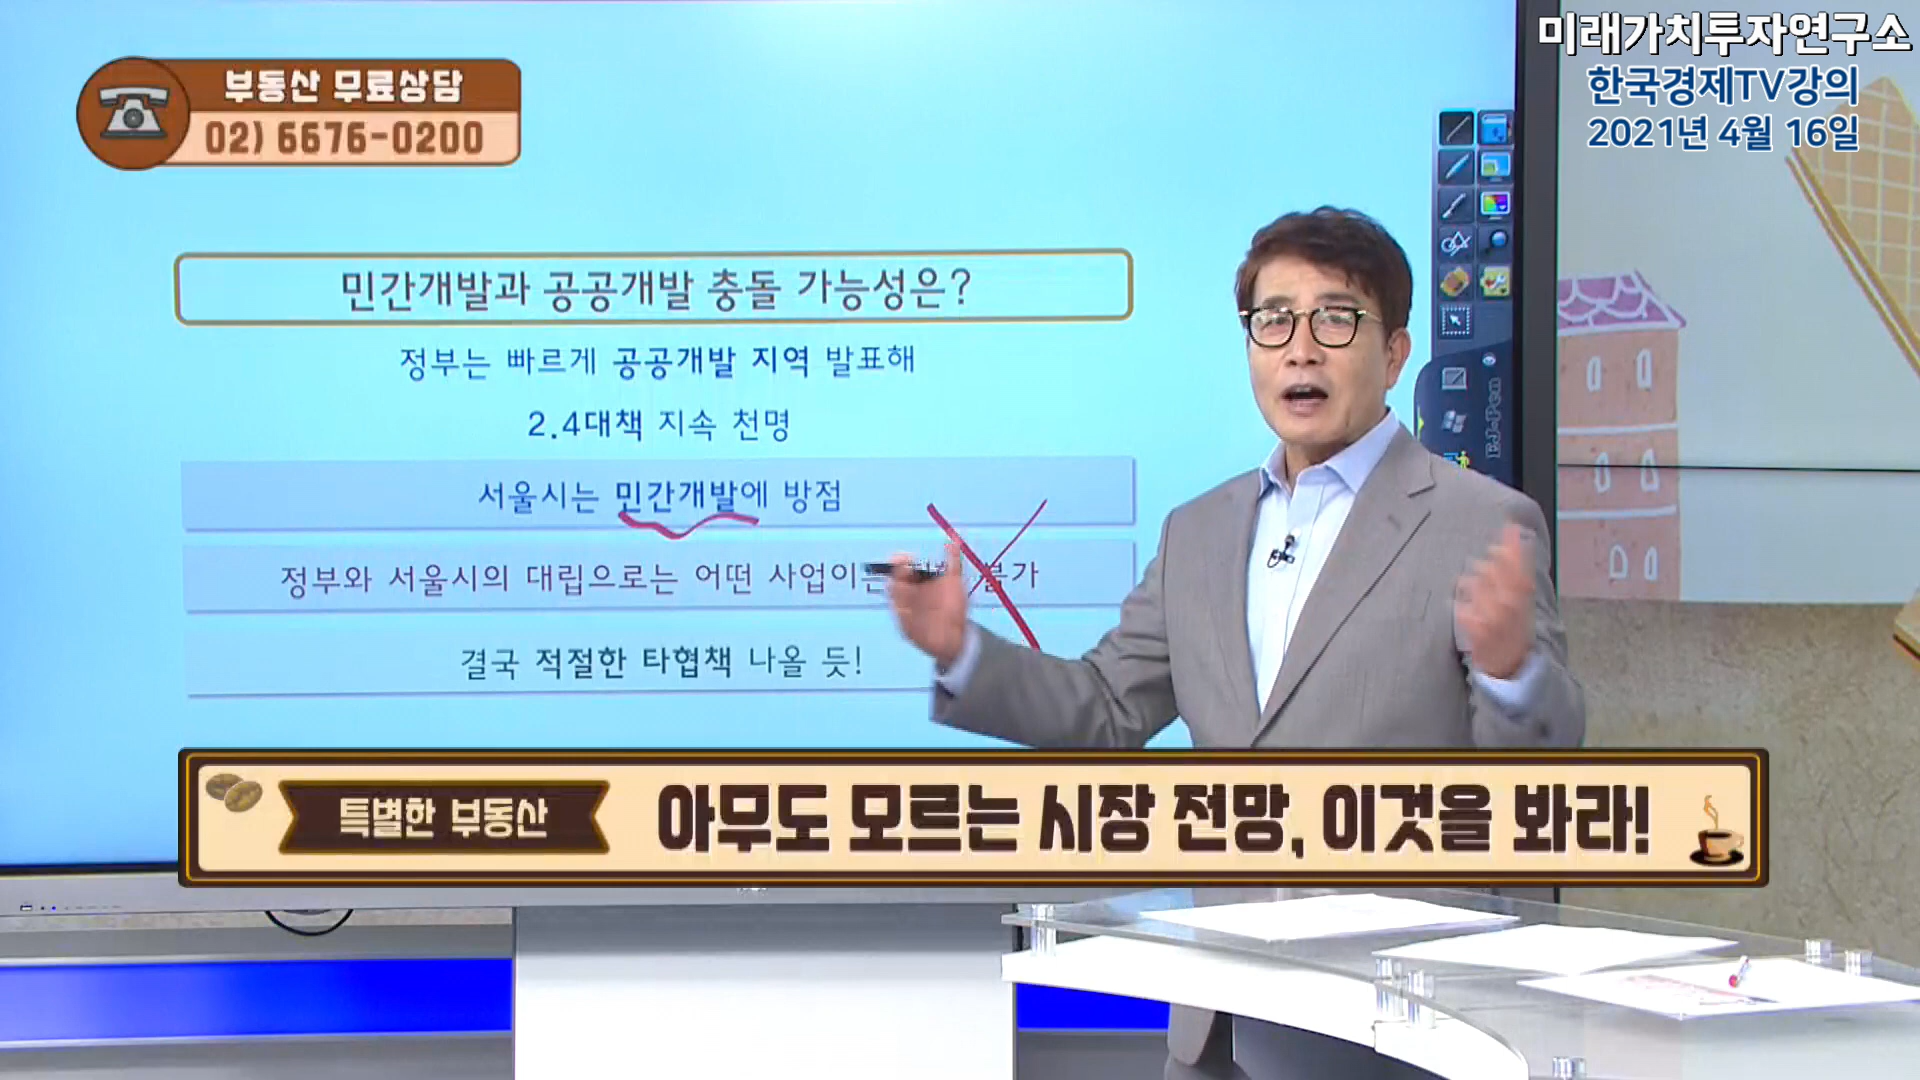 미래가치투자연구소
한국경제TV강의
2021년 4월 16일
부동산 무료상담
02) 6676-0200
민간개발과 공공개발 충돌 가능성은?
정부는 빠르게 공공개발 지역 발표해
2.4대책 지속 천명
서울시는 민간개발에 방점
정부와 서울시의 대립으로는 어떤 사업이든 불가
결국 적절한 타협책 나올 듯!
EJ-Pen
특별한 부동산
아무도 모르는 시장 전망, 이것을 봐라!